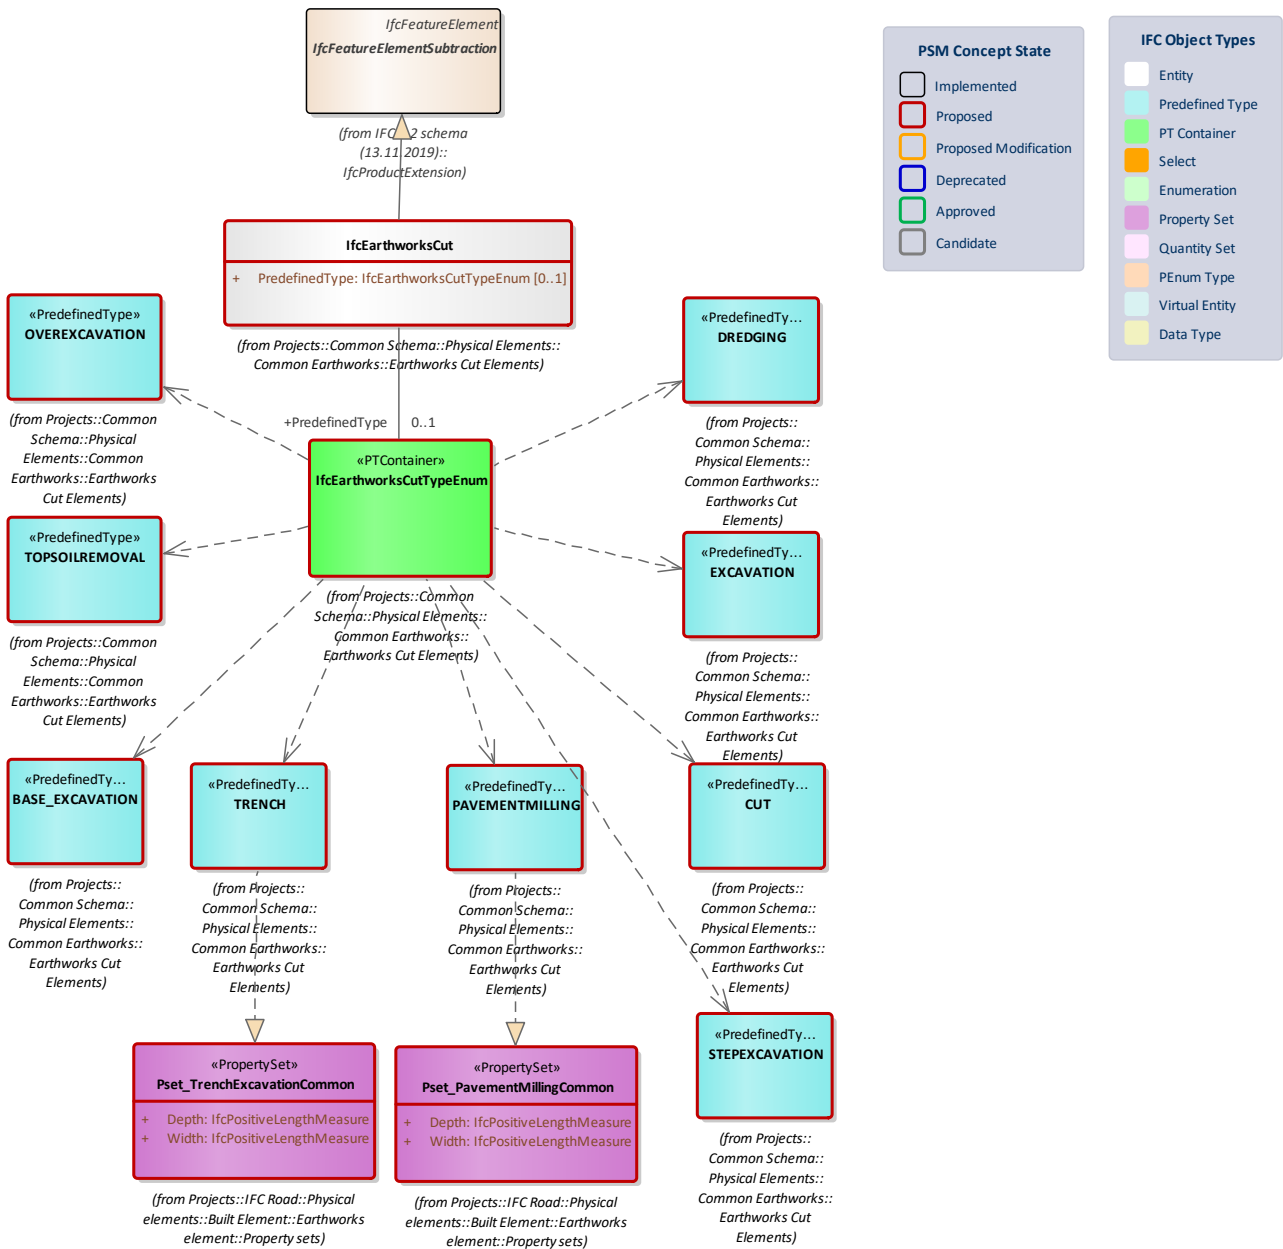 IfcFeatureElement
IfcFeatureElementSubtraction
(from IFC 2 schema
(13.11.2019)::
IfcProductExtension)
PSM Concept State
Implemented
Proposed
Proposed Modification
Deprecated
Approved
Candidate
IFC Object Types
Entity
Predefined Type
PT Container
Select
Enumeration
Property Set
Quantity Set
PEnum Type
Virtual Entity
Data Type
IfcEarthworksCut
+ PredefinedType: IfcEarthworksCutTypeEnum [0..1]
(from Projects::Common Schema::Physical Elements::
Common Earthworks::Earthworks Cut Elements)
+PredefinedType 0..1
«PredefinedType»
OVEREXCAVATION
(from Projects::Common
Schema::Physical
Elements::Common
Earthworks::Earthworks
Cut Elements)
«PTContainer»
IfcEarthworksCutTypeEnum
(from Projects::Common
Schema::Physical Elements::
Common Earthworks::
Earthworks Cut Elements)
«PredefinedTy...
DREDGING
(from Projects::
Common Schema::
Physical Elements::
Common Earthworks::
Earthworks Cut
Elements)
«PredefinedType»
TOPSOILREMOVAL
(from Projects::Common
Schema::Physical
Elements::Common
Earthworks::Earthworks
Cut Elements)
«PredefinedTy...
EXCAVATION
(from Projects::
Common Schema::
Physical Elements::
Common Earthworks::
Earthworks Cut
Elements)
«PredefinedTy...
BASE_EXCAVATION
(from Projects::
Common Schema::
Physical Elements::
Common Earthworks::
Earthworks Cut
Elements)
«PredefinedTy...
TRENCH
(from Projects::
Common Schema::
Physical Elements::
Common Earthworks::
Earthworks Cut
Elements)
«PredefinedTy...
PAVEMENTMILLING
(from Projects::
Common Schema::
Physical Elements::
Common Earthworks::
Earthworks Cut
Elements)
«PredefinedTy...
CUT
(from Projects::
Common Schema::
Physical Elements::
Common Earthworks::
Earthworks Cut
Elements)
«PropertySet»
Pset_TrenchExcavationCommon
+ Depth: IfcPositiveLengthMeasure
+ Width: IfcPositiveLengthMeasure
(from Projects::IFC Road::Physical
elements::Built Element::Earthworks
element::Property sets)
«PropertySet»
Pset_PavementMillingCommon
+ Depth: IfcPositiveLengthMeasure
+ Width: IfcPositiveLengthMeasure
(from Projects::IFC Road::Physical
elements::Built Element::Earthworks
element::Property sets)
«PredefinedTy...
STEPEXCAVATION
(from Projects::
Common Schema::
Physical Elements::
Common Earthworks::
Earthworks Cut
Elements)